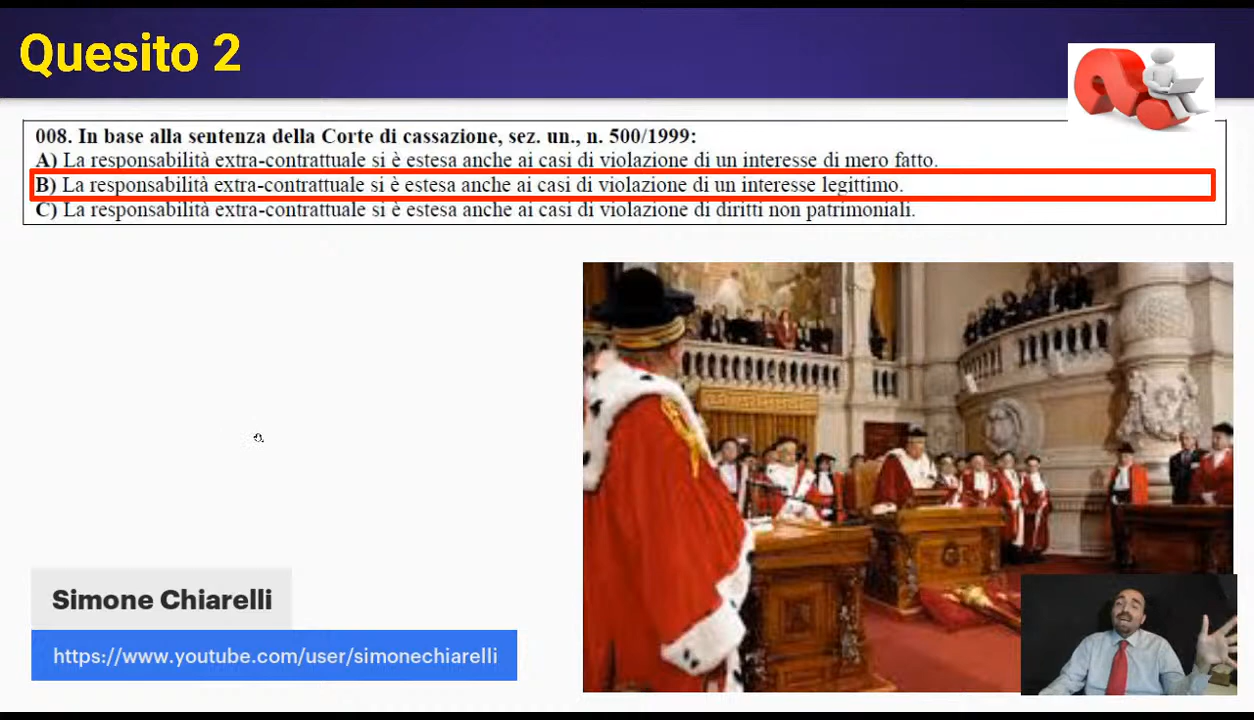 Quesito 2
008. In base alla sentenza della Corte di cassazione, sez. un., n. 500/1999:
A) La responsabilità extra-contrattuale si è estesa anche ai casi di violazione di un interesse di mero fatto.
B) La responsabilità extra-contrattuale si è estesa anche ai casi di violazione di un interesse legittimo.
C) La responsabilità extra-contrattuale si è estesa anche ai casi di violazione di diritti non patrimoniali.
Simone Chiarelli
https://www.youtube.com/user/simonechiarelli